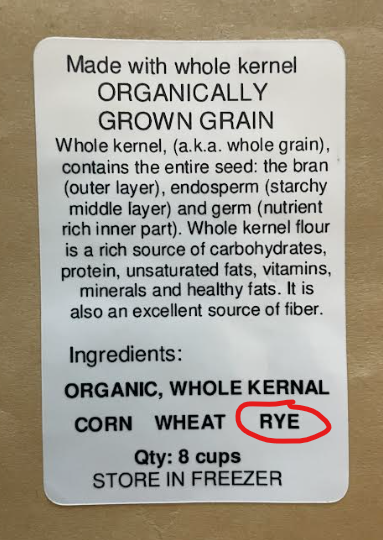 Made with whole kernel
ORGANICALLY
GROWN GRAIN
Whole kernel, (a.k.a. whole grain),
contains the entire seed: the bran
(outer layer), endosperm (starchy
middle layer) and germ (nutrient
rich inner part). Whole kernel flour
is a rich source of carbohydrates,
protein, unsaturated fats, vitamins,
minerals and healthy fats. It is
also an excellent source of fiber.
Ingredients:
ORGANIC, WHOLE KERNAL
CORN WHEAT RYE
Qty: 8 cups
STORE IN FREEZER